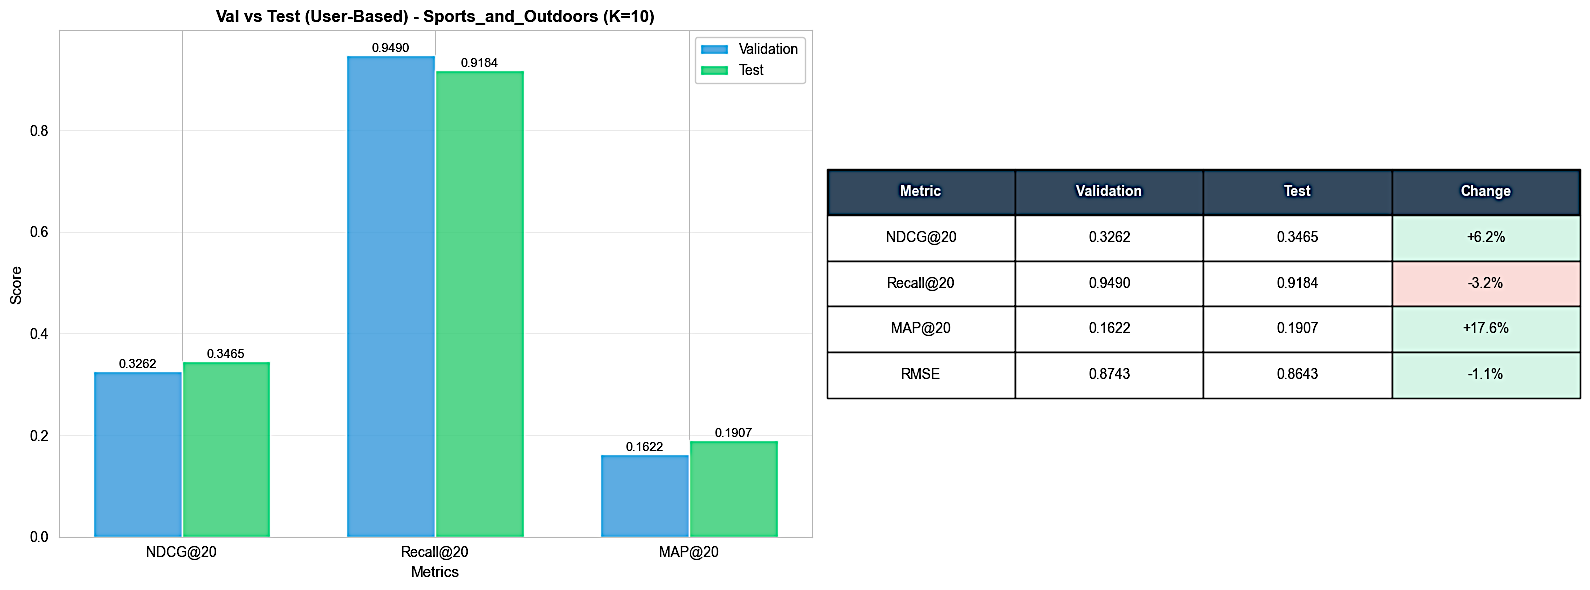 Val vs Test (User-Based) - Sports_and_Outdoors (K=10)
Validation
Test
Score
0.8
0.6
0.4
0.2
0.0
0.3262
0.3465
0.9490
0.9184
0.1622
0.1907
NDCG@20
Recall@20
MAP@20
Metrics
Metric Validation Test Change
NDCG@20 0.3262 0.3465 +6.2%
Recall@20 0.9490 0.9184 -3.2%
MAP@20 0.1622 0.1907 +17.6%
RMSE 0.8743 0.8643 -1.1%